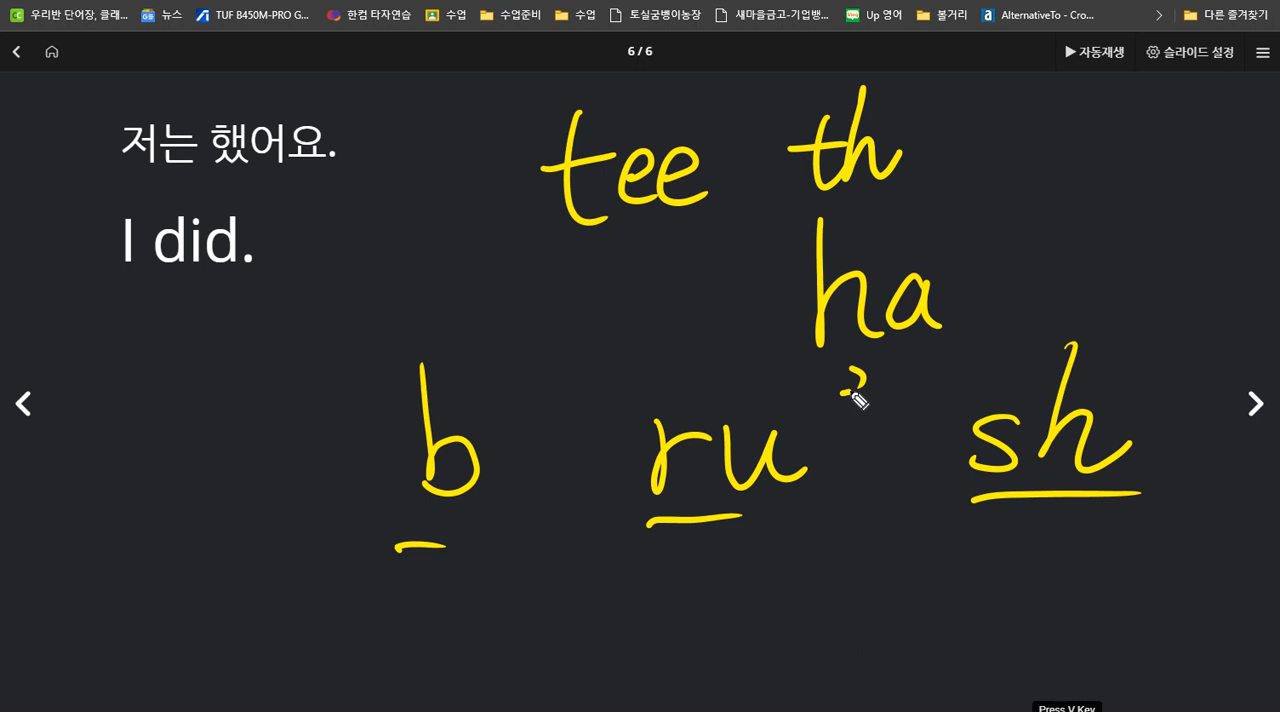 우리반 단어장, 클래... 뉴스 TUF B450M-PRO G... 한컴 타자연습 수업 수업준비 수업 토실굼벵이농장 새마을금고-기업뱅... Up 영어 볼거리 AlternativeTo - Cro... 다른 즐겨찾기
6 / 6 자동재생 슬라이드 설정
저는 했어요.
tee th
I did.
ha
b ru sh
Press V Key